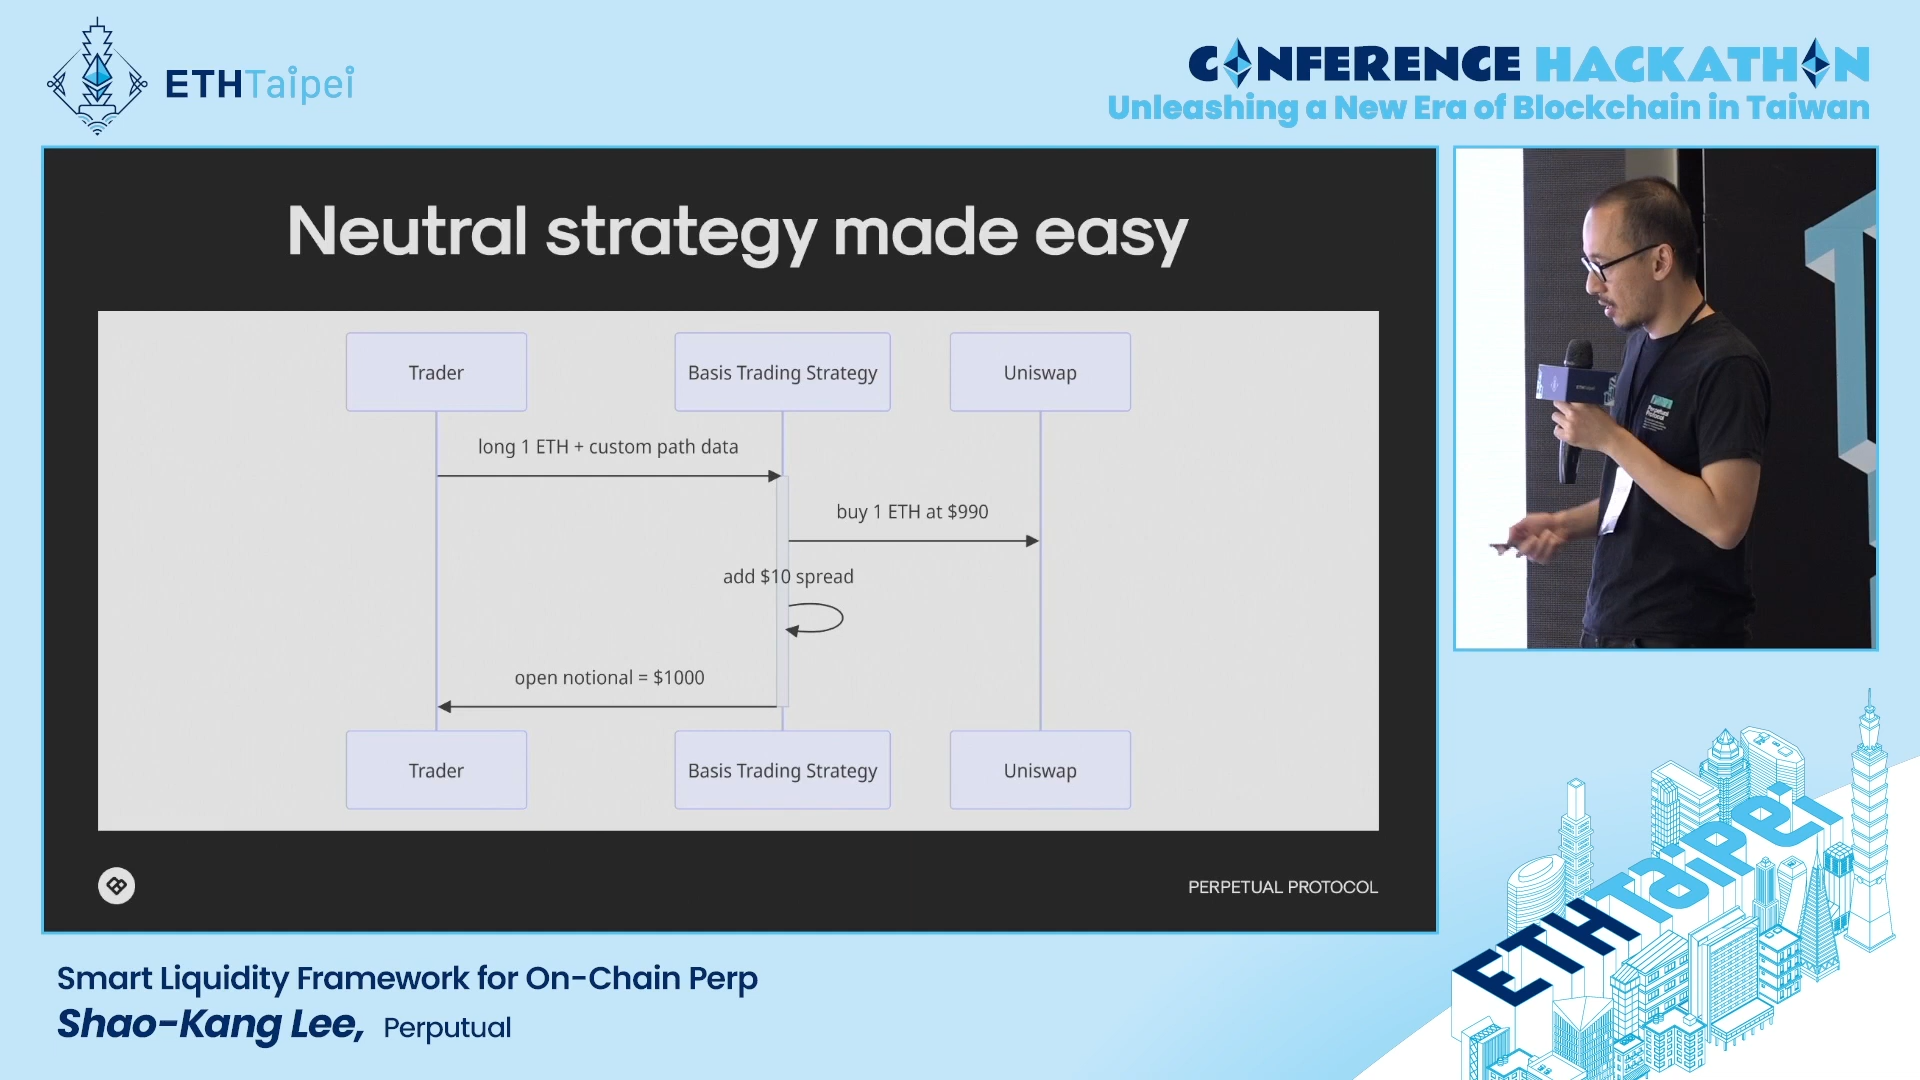 ETHTaipei
CONFERENCE HACKATHON
Unleashing a New Era of Blockchain in Taiwan
Neutral strategy made easy
Trader
Basis Trading Strategy
Uniswap
long 1 ETH + custom path data
buy 1 ETH at $990
add $10 spread
open notional = $1000
Trader
Basis Trading Strategy
Uniswap
PERPETUAL PROTOCOL
Perpetual
Protocol
ETHTaipei
Smart Liquidity Framework for On-Chain Perp
Shao-Kang Lee, Perputual